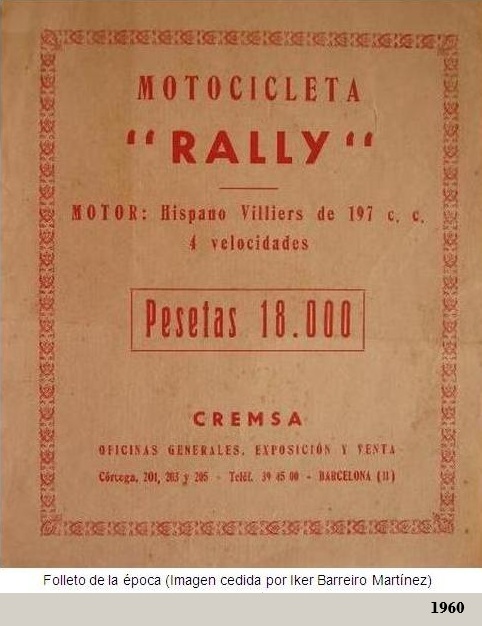 MOTOCICLETA
"RALLY"
MOTOR: Hispano Villiers de 197 c. c.
4 velocidades
Pesetas 18.000
CREMSA
OFICINAS GENERALES, EXPOSICIÓN Y VENTA
Córcega, 201, 203 y 205 - Teléf. 39 45 00 - BARCELONA (11)
Folleto de la época (Imagen cedida por Iker Barreiro Martínez)
1960